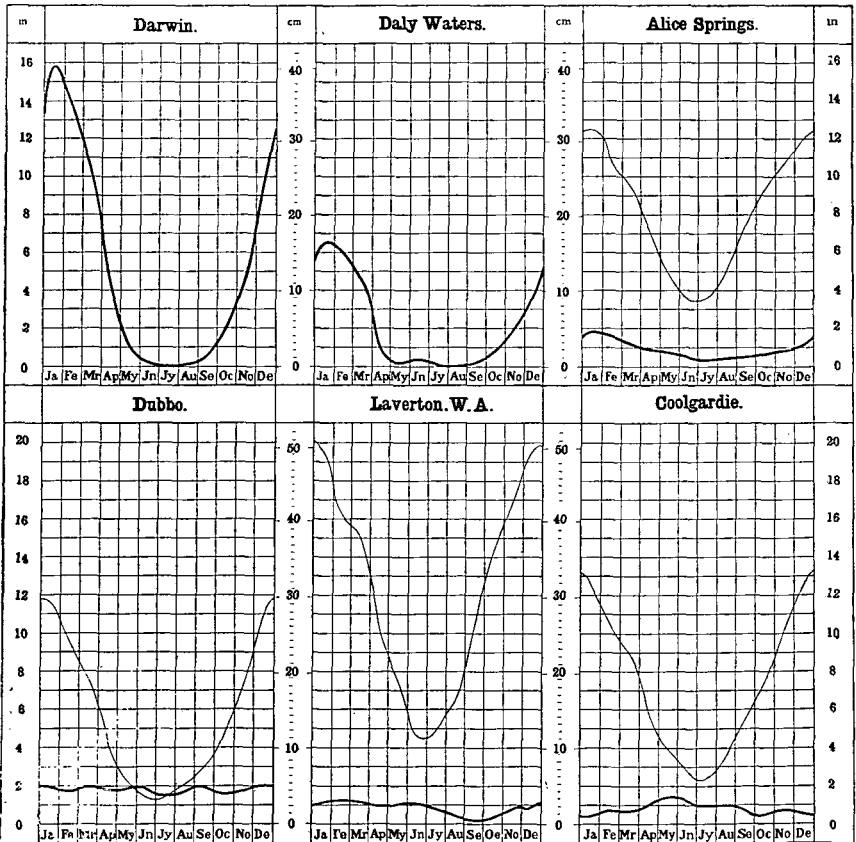 in Darwin. cm Daly Waters. cm Alice Springs. in
16 40 40 16
14 14
12 30 30 12
10 10
8 20 20 8
6 6
4 10 10 4
2 2
0 0 0 0
Ja Fe Mr Ap My Jn Jy Au Se Oc No De Ja Fe Mr Ap My Jn Jy Au Se Oc No De Ja Fe Mr Ap My Jn Jy Au Se Oc No De
Dubbo. Laverton. W. A. Coolgardie.
20 50 50 20
18 18
16 40 40 16
14 14
12 30 30 12
10 10
8 20 20 8
6 6
4 10 10 4
2 2
0 0 0 0
Ja Fe Mr Ap My Jn Jy Au Se Oc No De Ja Fe Mr Ap My Jn Jy Au Se Oe No De Ja Fe Mr Ap My Jn Jy Au Se Oc No De